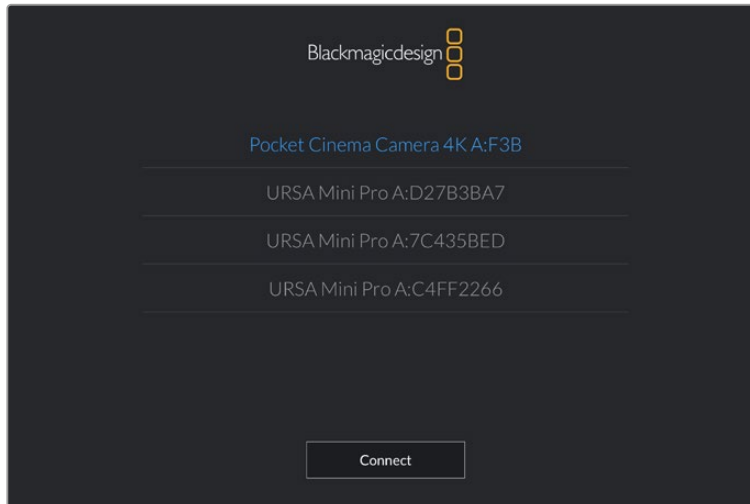 Blackmagicdesign
Pocket Cinema Camera 4K A:F3B
URSA Mini Pro A:D27B3BA7
URSA Mini Pro A:7C435BED
URSA Mini Pro A:C4FF2266
Connect